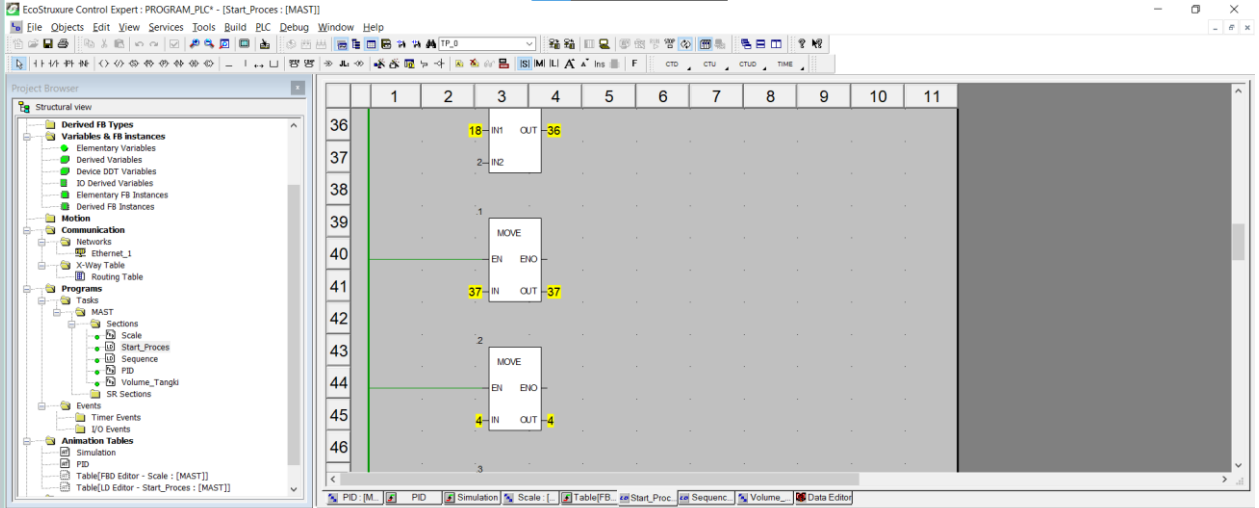 EcoStruxure Control Expert : PROGRAM_PLC* - [Start_Proces : [MAST]]
File Objects Edit View Services Tools Build PLC Debug Window Help
TP_0
F CTD CTU CTUD TIME
Project Browser
Structural view
Derived FB Types
Variables & FB instances
Elementary Variables
Derived Variables
Device DDT Variables
IO Derived Variables
Elementary FB Instances
Derived FB Instances
Motion
Communication
Networks
Ethernet_1
X-Way Table
Routing Table
Programs
Tasks
MAST
Sections
Scale
Start_Proces
Sequence
PID
Volume_Tangki
SR Sections
Events
Timer Events
I/O Events
Animation Tables
Simulation
PID
Table[FBD Editor - Scale : [MAST]]
Table[LD Editor - Start_Proces : [MAST]]
1 2 3 4 5 6 7 8 9 10 11
36
18 IN1 OUT 36
37
2 IN2
38
.1
39
MOVE
40
EN ENO
41
37 IN OUT 37
42
.2
43
MOVE
44
EN ENO
45
4 IN OUT 4
46
.3
PID : [M... PID Simulation Scale : [... Table[FB... Start_Proc... Sequenc... Volume_... Data Editor